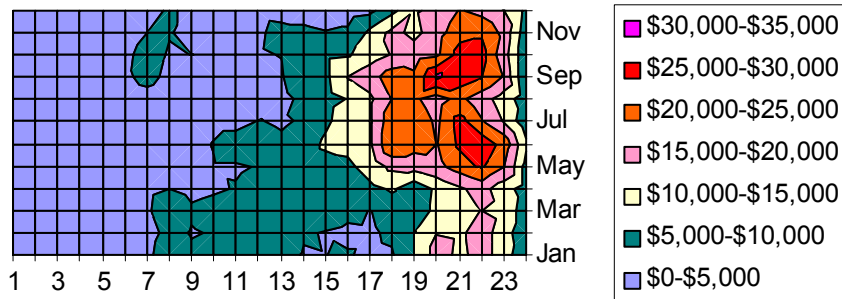 Nov
Sep
Jul
May
Mar
Jan
1 3 5 7 9 11 13 15 17 19 21 23
$30,000-$35,000
$25,000-$30,000
$20,000-$25,000
$15,000-$20,000
$10,000-$15,000
$5,000-$10,000
$0-$5,000